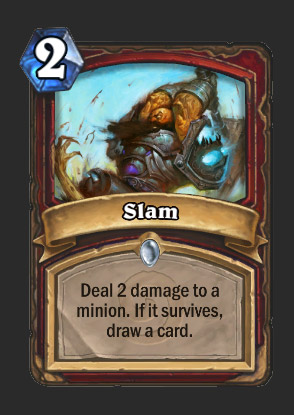 2
Slam
Deal 2 damage to a
minion. If it survives,
draw a card.